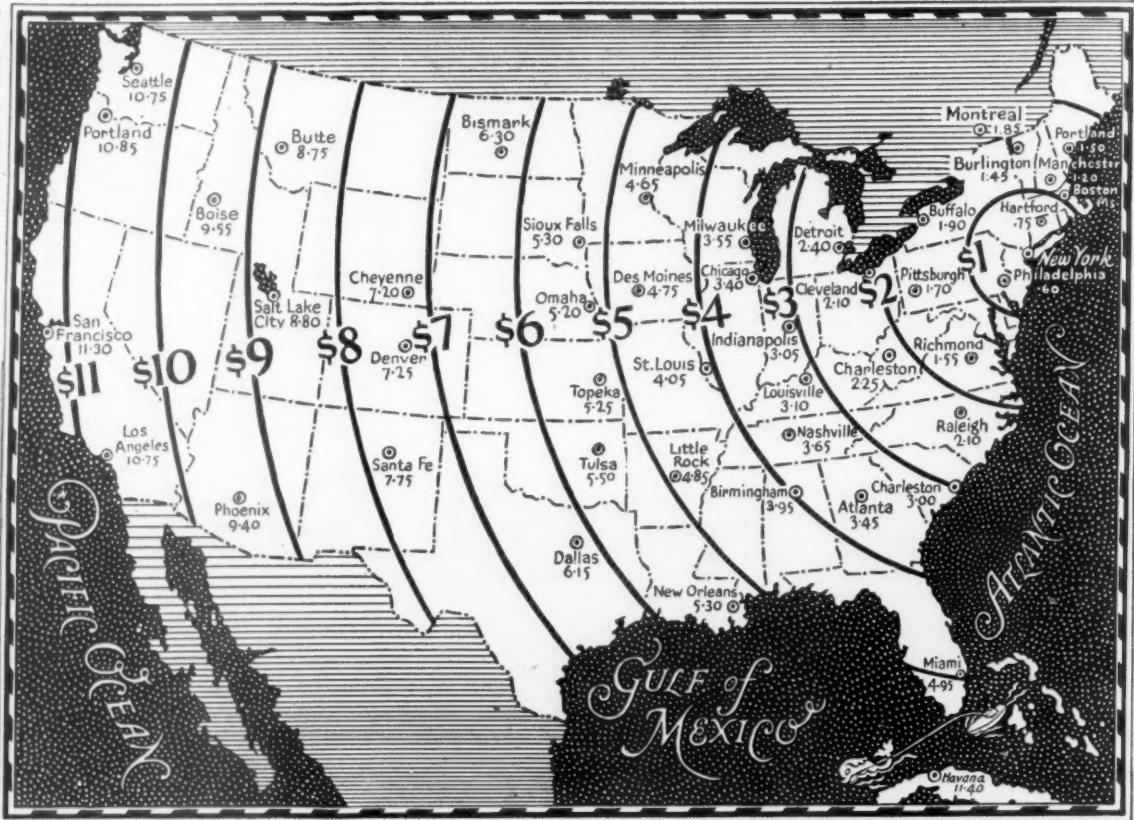 Seattle
10.75
Portland
10.85
Butte
8.75
Bismark
6.30
Minneapolis
4.65
Montreal
1.85
Portland
1.50
Burlington
1.45
Manchester
1.20
Boston
Boise
9.55
Sioux Falls
5.30
Milwaukee
3.55
Detroit
2.40
Buffalo
1.90
Hartford
.75
$1
New York
Cheyenne
7.20
Des Moines
4.75
Chicago
3.40
Cleveland
2.10
$2
Pittsburgh
1.70
Philadelphia
.60
Salt Lake
City 8.80
Omaha
5.20
San
Francisco
11.30
$11
$10
$9
$8
Denver
7.25
$7
$6
$5
$4
$3
Indianapolis
3.05
Richmond
1.55
St. Louis
4.05
Charleston
2.25
Topeka
5.25
Louisville
3.10
Los
Angeles
10.75
Santa Fe
7.75
Tulsa
5.50
Little
Rock
4.85
Nashville
3.65
Raleigh
2.10
Phoenix
9.40
Birmingham
3.95
Atlanta
3.45
Charleston
3.00
Dallas
6.15
New Orleans
5.30
Miami
4.95
Havana
11.40
PACIFIC OCEAN
GULF of
MEXICO
ATLANTIC OCEAN